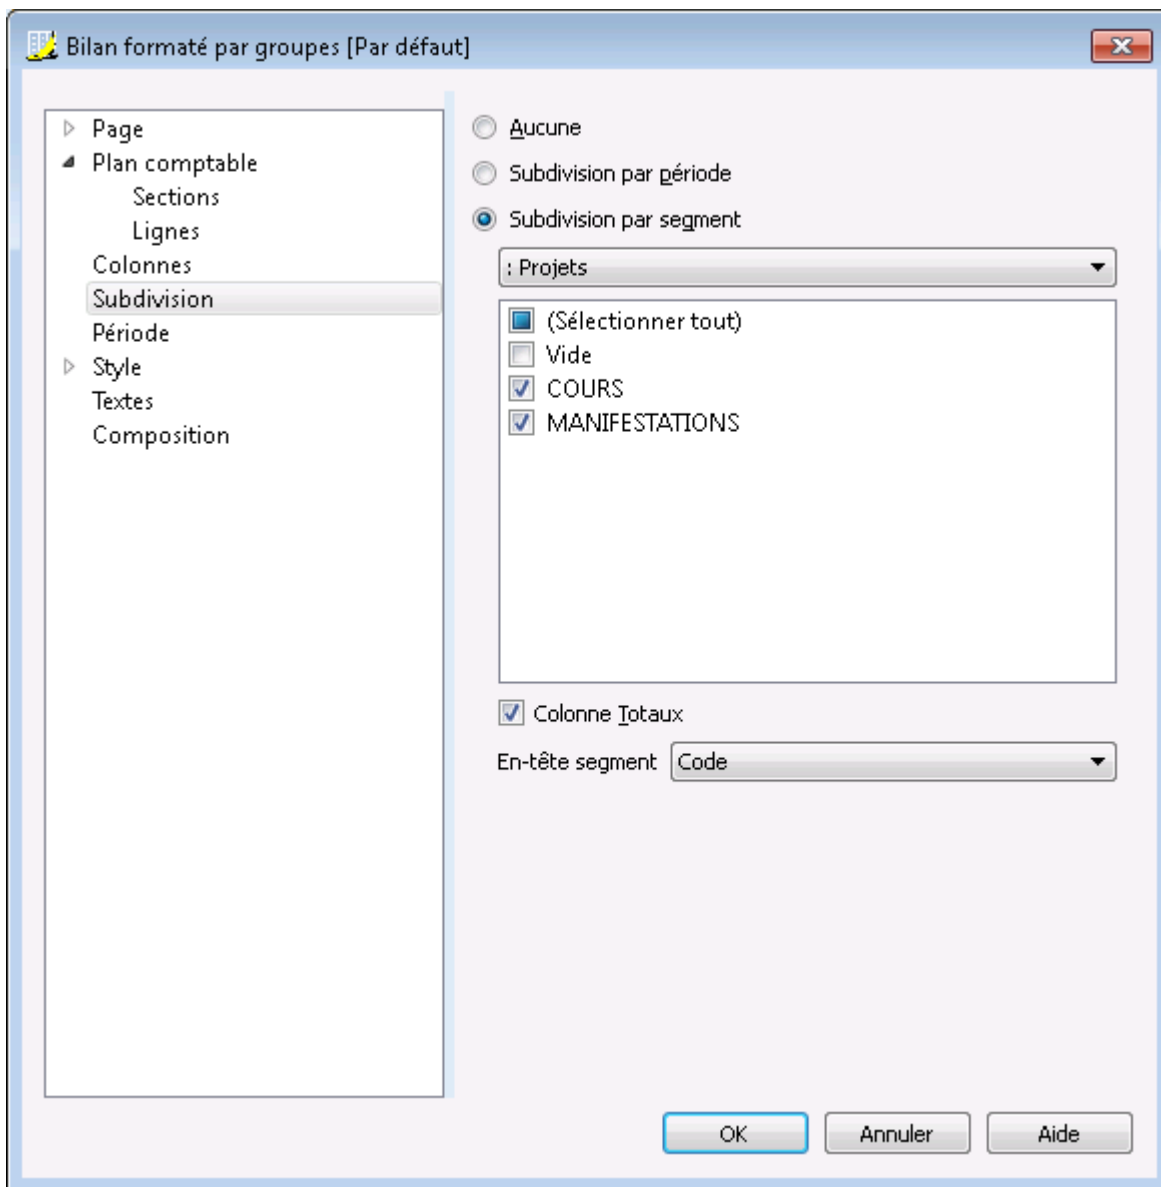 Bilan formaté par groupes [Par défaut]
Page
Plan comptable
Sections
Lignes
Colonnes
Subdivision
Période
Style
Textes
Composition
Aucune
Subdivision par période
Subdivision par segment
: Projets
(Sélectionner tout)
Vide
COURS
MANIFESTATIONS
Colonne Totaux
En-tête segment Code
OK Annuler Aide